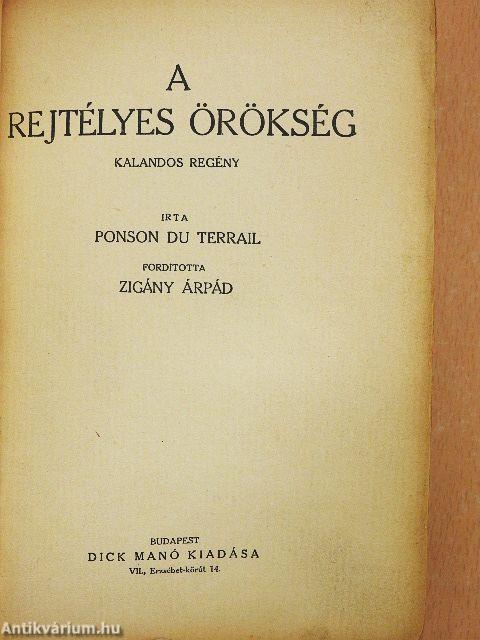 A
REJTÉLYES ÖRÖKSÉG
KALANDOS REGÉNY
IRTA
PONSON DU TERRAIL
FORDITOTTA
ZIGÁNY ÁRPÁD
BUDAPEST
DICK MANÓ KIADÁSA
VII., Erzsébet-körút 14.
Antikvárium.hu